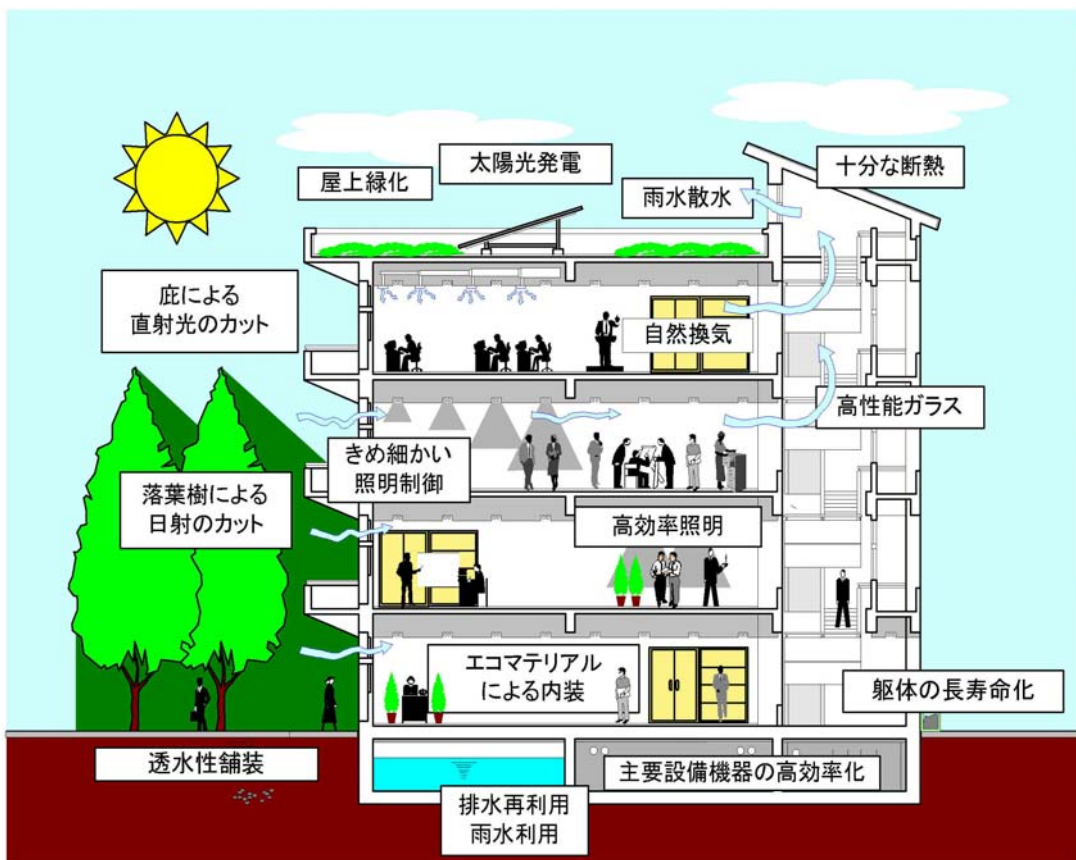 太陽光発電
十分な断熱
屋上緑化
雨水散水
庇による
直射光のカット
自然換気
高性能ガラス
きめ細かい
照明制御
落葉樹による
日射のカット
高効率照明
エコマテリアル
による内装
躯体の長寿命化
透水性舗装
主要設備機器の高効率化
排水再利用
雨水利用